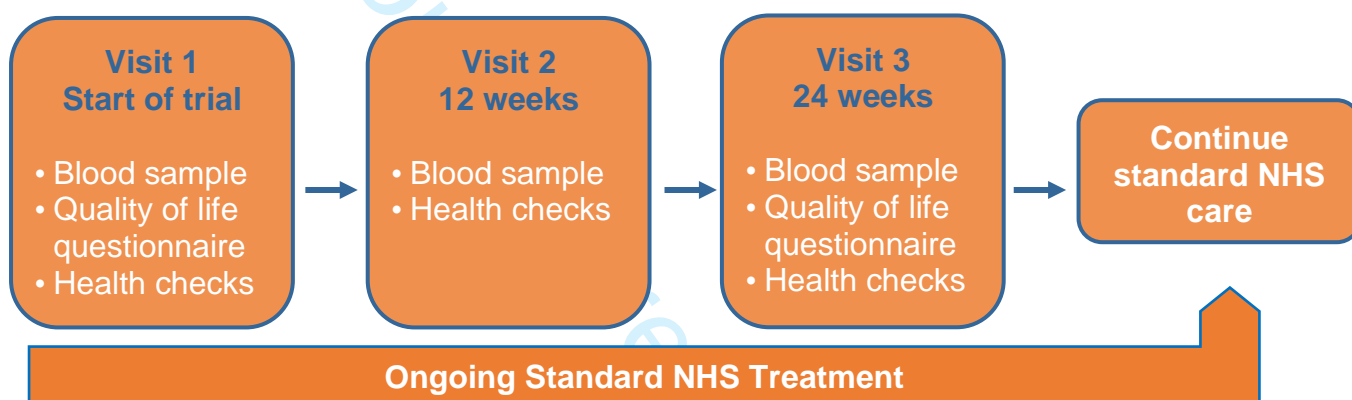 Visit 1
Start of trial
• Blood sample
• Quality of life
questionnaire
• Health checks
Visit 2
12 weeks
• Blood sample
• Health checks
Visit 3
24 weeks
• Blood sample
• Quality of life
questionnaire
• Health checks
Continue
standard NHS
care
Ongoing Standard NHS Treatment